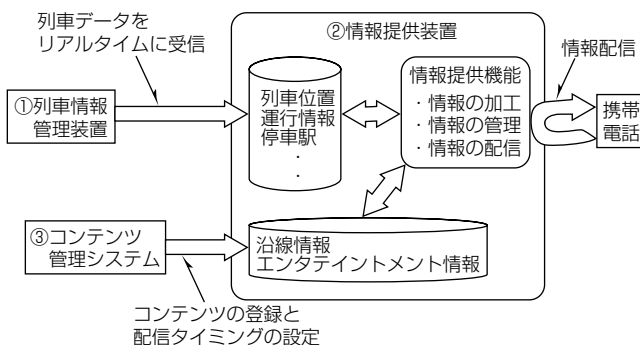 列車データを
リアルタイムに受信
②情報提供装置
情報配信
①列車情報
管理装置
列車位置
運行情報
停車駅
・
・
情報提供機能
・情報の加工
・情報の管理
・情報の配信
携帯
電話
③コンテンツ
管理システム
沿線情報
エンタテイントメント情報
コンテンツの登録と
配信タイミングの設定